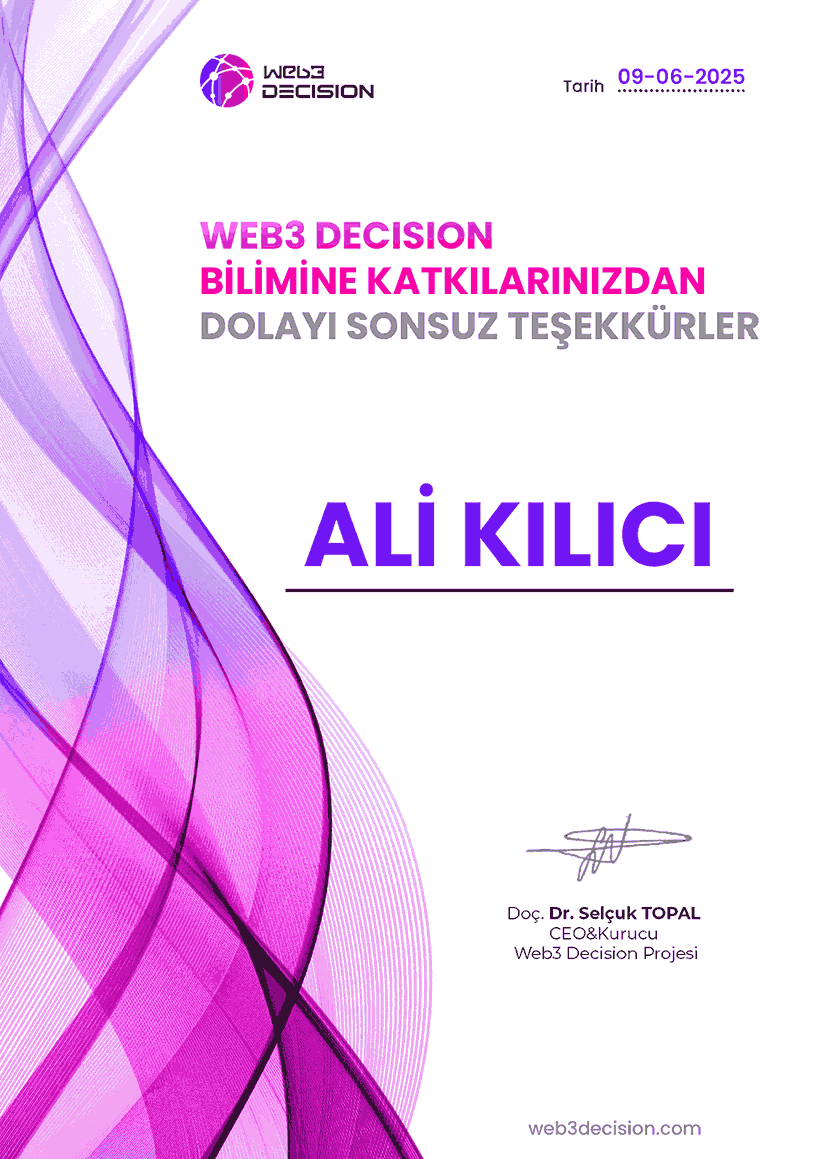 Web3
DECISION
Tarih 09-06-2025
WEB3 DECISION
BİLİMİNE KATKILARINIZDAN
DOLAYI SONSUZ TEŞEKKÜRLER
ALİ KILICI
Doç. Dr. Selçuk TOPAL
CEO&Kurucu
Web3 Decision Projesi
web3decision.com